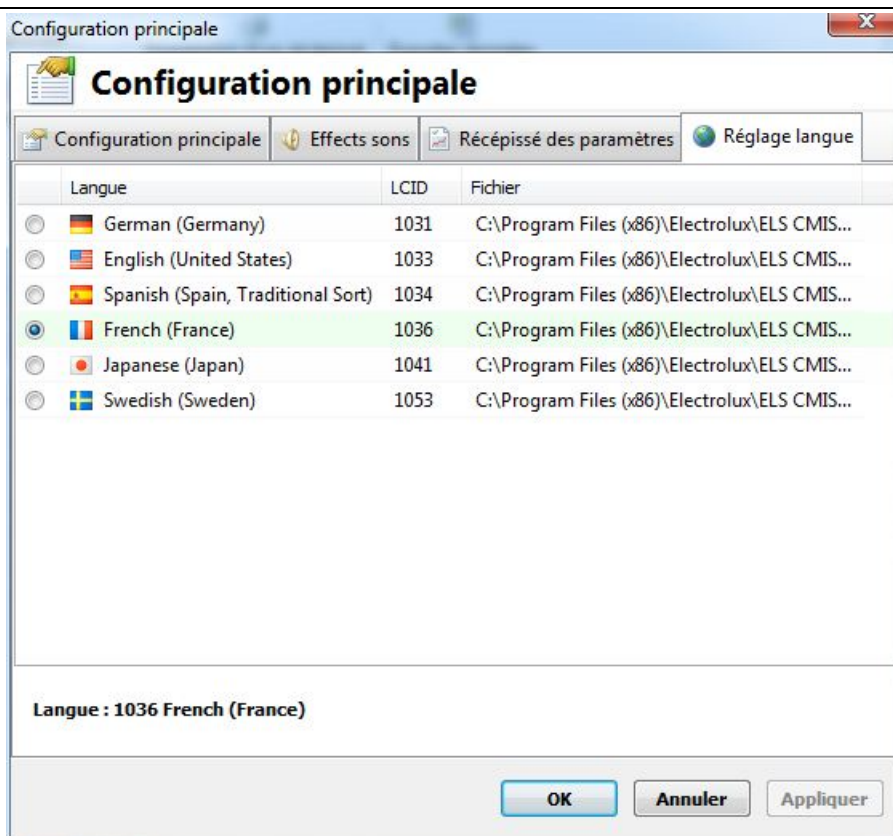 Configuration principale
Configuration principale
Configuration principale Effects sons Récépissé des paramètres Réglage langue
Langue LCID Fichier
German (Germany) 1031 C:\Program Files (x86)\Electrolux\ELS CMIS...
English (United States) 1033 C:\Program Files (x86)\Electrolux\ELS CMIS...
Spanish (Spain, Traditional Sort) 1034 C:\Program Files (x86)\Electrolux\ELS CMIS...
French (France) 1036 C:\Program Files (x86)\Electrolux\ELS CMIS...
Japanese (Japan) 1041 C:\Program Files (x86)\Electrolux\ELS CMIS...
Swedish (Sweden) 1053 C:\Program Files (x86)\Electrolux\ELS CMIS...
Langue : 1036 French (France)
OK Annuler Appliquer